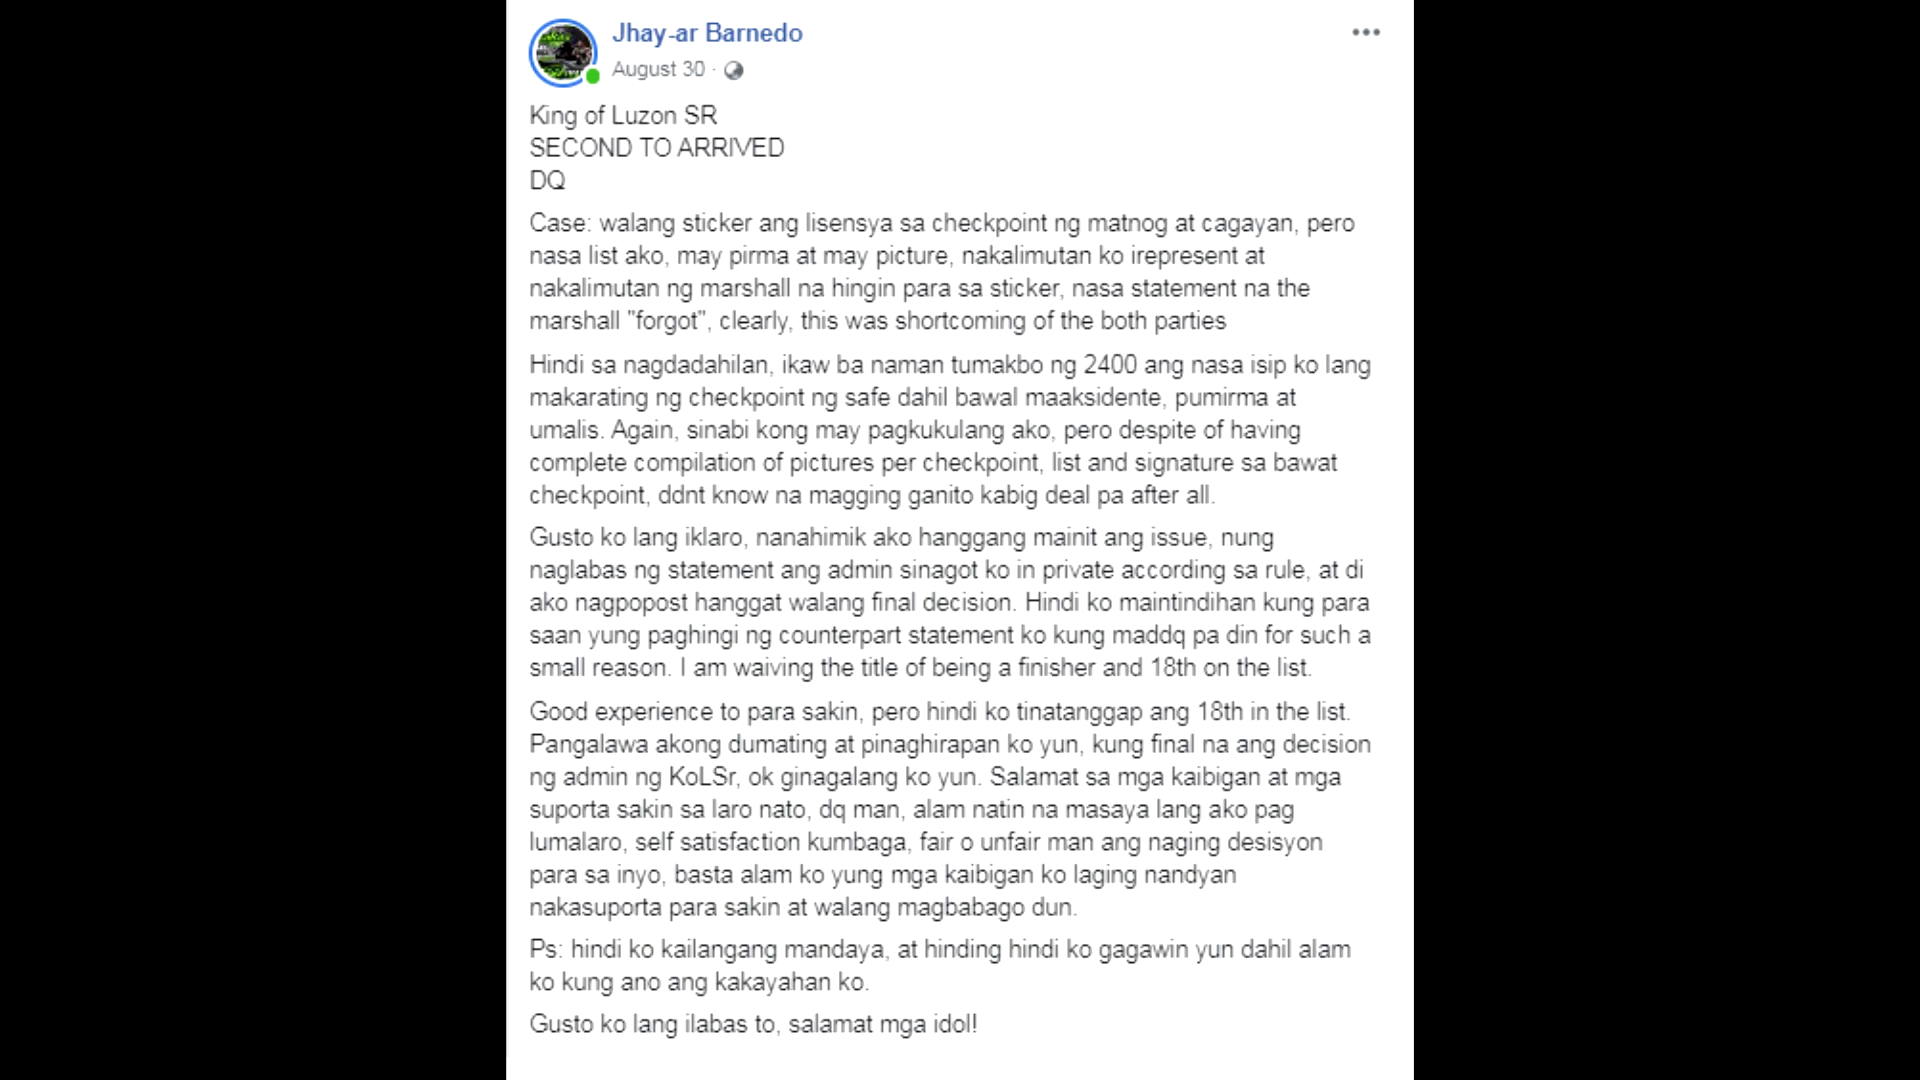 Jhay-ar Barnedo
August 30 ·
King of Luzon SR
SECOND TO ARRIVED
DQ
Case: walang sticker ang lisensya sa checkpoint ng matnog at cagayan, pero
nasa list ako, may pirma at may picture, nakalimutan ko irepresent at
nakalimutan ng marshall na hingin para sa sticker, nasa statement na the
marshall "forgot", clearly, this was shortcoming of the both parties
Hindi sa nagdadahilan, ikaw ba naman tumakbo ng 2400 ang nasa isip ko lang
makarating ng checkpoint ng safe dahil bawal maaksidente, pumirma at
umalis. Again, sinabi kong may pagkukulang ako, pero despite of having
complete compilation of pictures per checkpoint, list and signature sa bawat
checkpoint, ddnt know na magging ganito kabig deal pa after all.
Gusto ko lang iklaro, nanahimik ako hanggang mainit ang issue, nung
naglabas ng statement ang admin sinagot ko in private according sa rule, at di
ako nagpopost hanggat walang final decision. Hindi ko maintindihan kung para
saan yung paghingi ng counterpart statement ko kung maddq pa din for such a
small reason. I am waiving the title of being a finisher and 18th on the list.
Good experience to para sakin, pero hindi ko tinatanggap ang 18th in the list.
Pangalawa akong dumating at pinaghirapan ko yun, kung final na ang decision
ng admin ng KoLSr, ok ginagalang ko yun. Salamat sa mga kaibigan at mga
suporta sakin sa laro nato, dq man, alam natin na masaya lang ako pag
lumalaro, self satisfaction kumbaga, fair o unfair man ang naging desisyon
para sa inyo, basta alam ko yung mga kaibigan ko laging nandyan
nakasuporta para sakin at walang magbabago dun.
Ps: hindi ko kailangang mandaya, at hinding hindi ko gagawin yun dahil alam
ko kung ano ang kakayahan ko.
Gusto ko lang ilabas to, salamat mga idol!